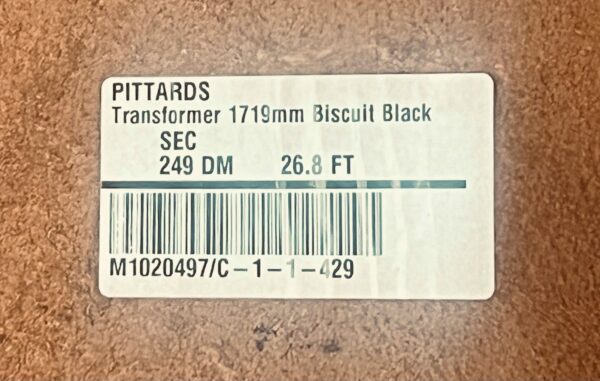 PITTARDS
Transformer 1719mm Biscuit Black
SEC
249 DM 26.8 FT
M1020497/C-1-1-429